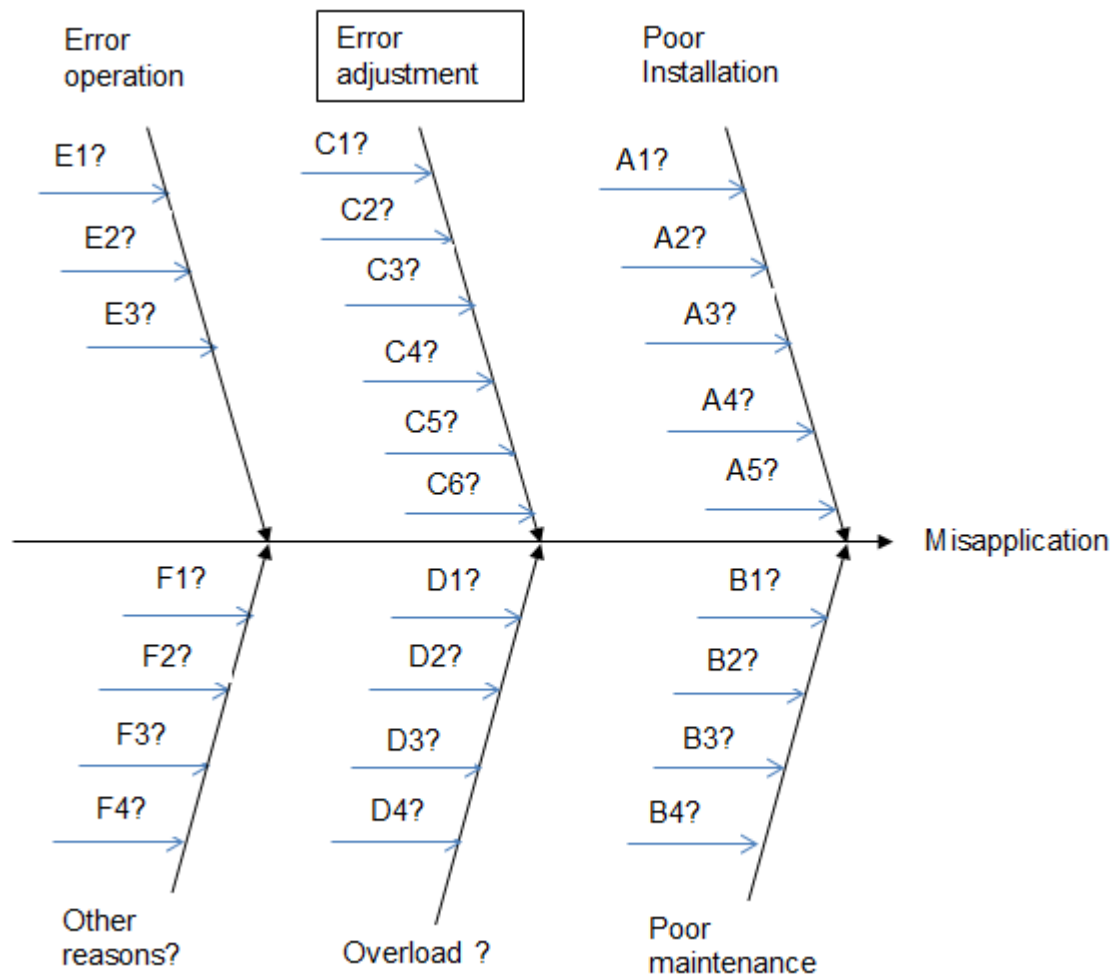 Error
operation
Error
adjustment
Poor
Installation
E1?
E2?
E3?
C1?
C2?
C3?
C4?
C5?
C6?
A1?
A2?
A3?
A4?
A5?
Misapplication
F1?
F2?
F3?
F4?
D1?
D2?
D3?
D4?
B1?
B2?
B3?
B4?
Other
reasons?
Overload ?
Poor
maintenance